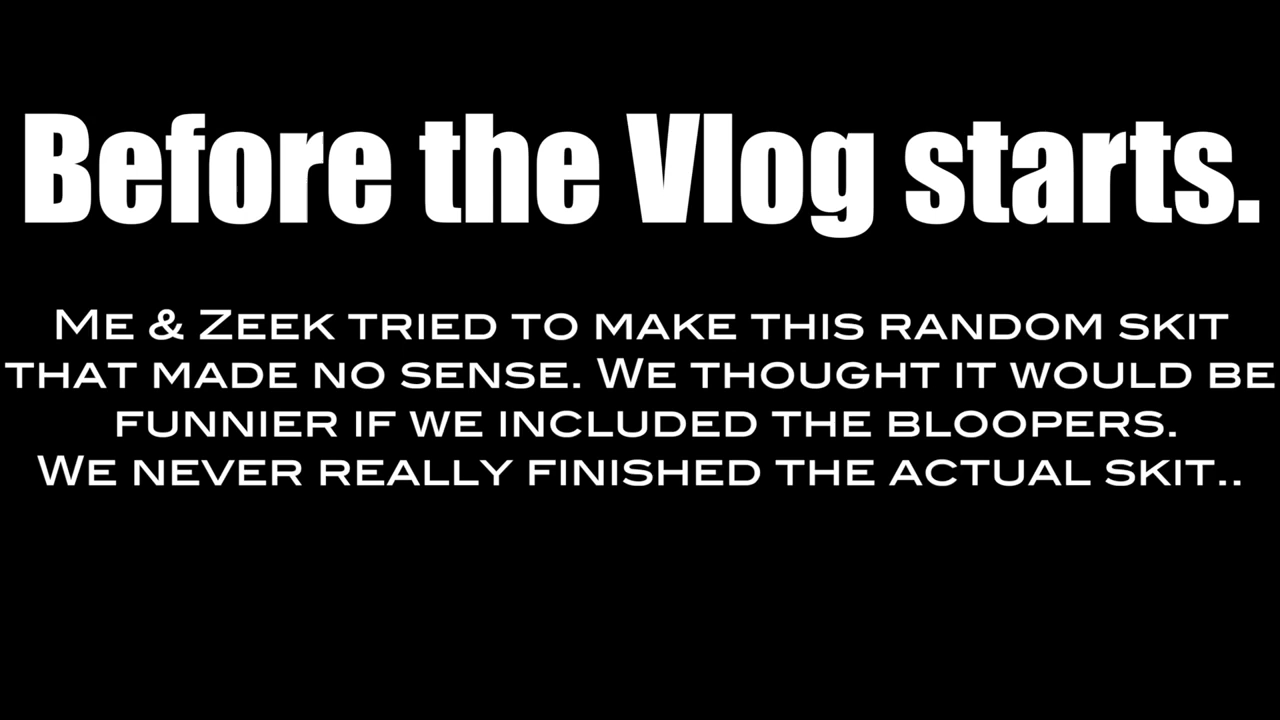 Before the Vlog starts.
Me & Zeek tried to make this random skit
that made no sense. We thought it would be
funnier if we included the bloopers.
We never really finished the actual skit..